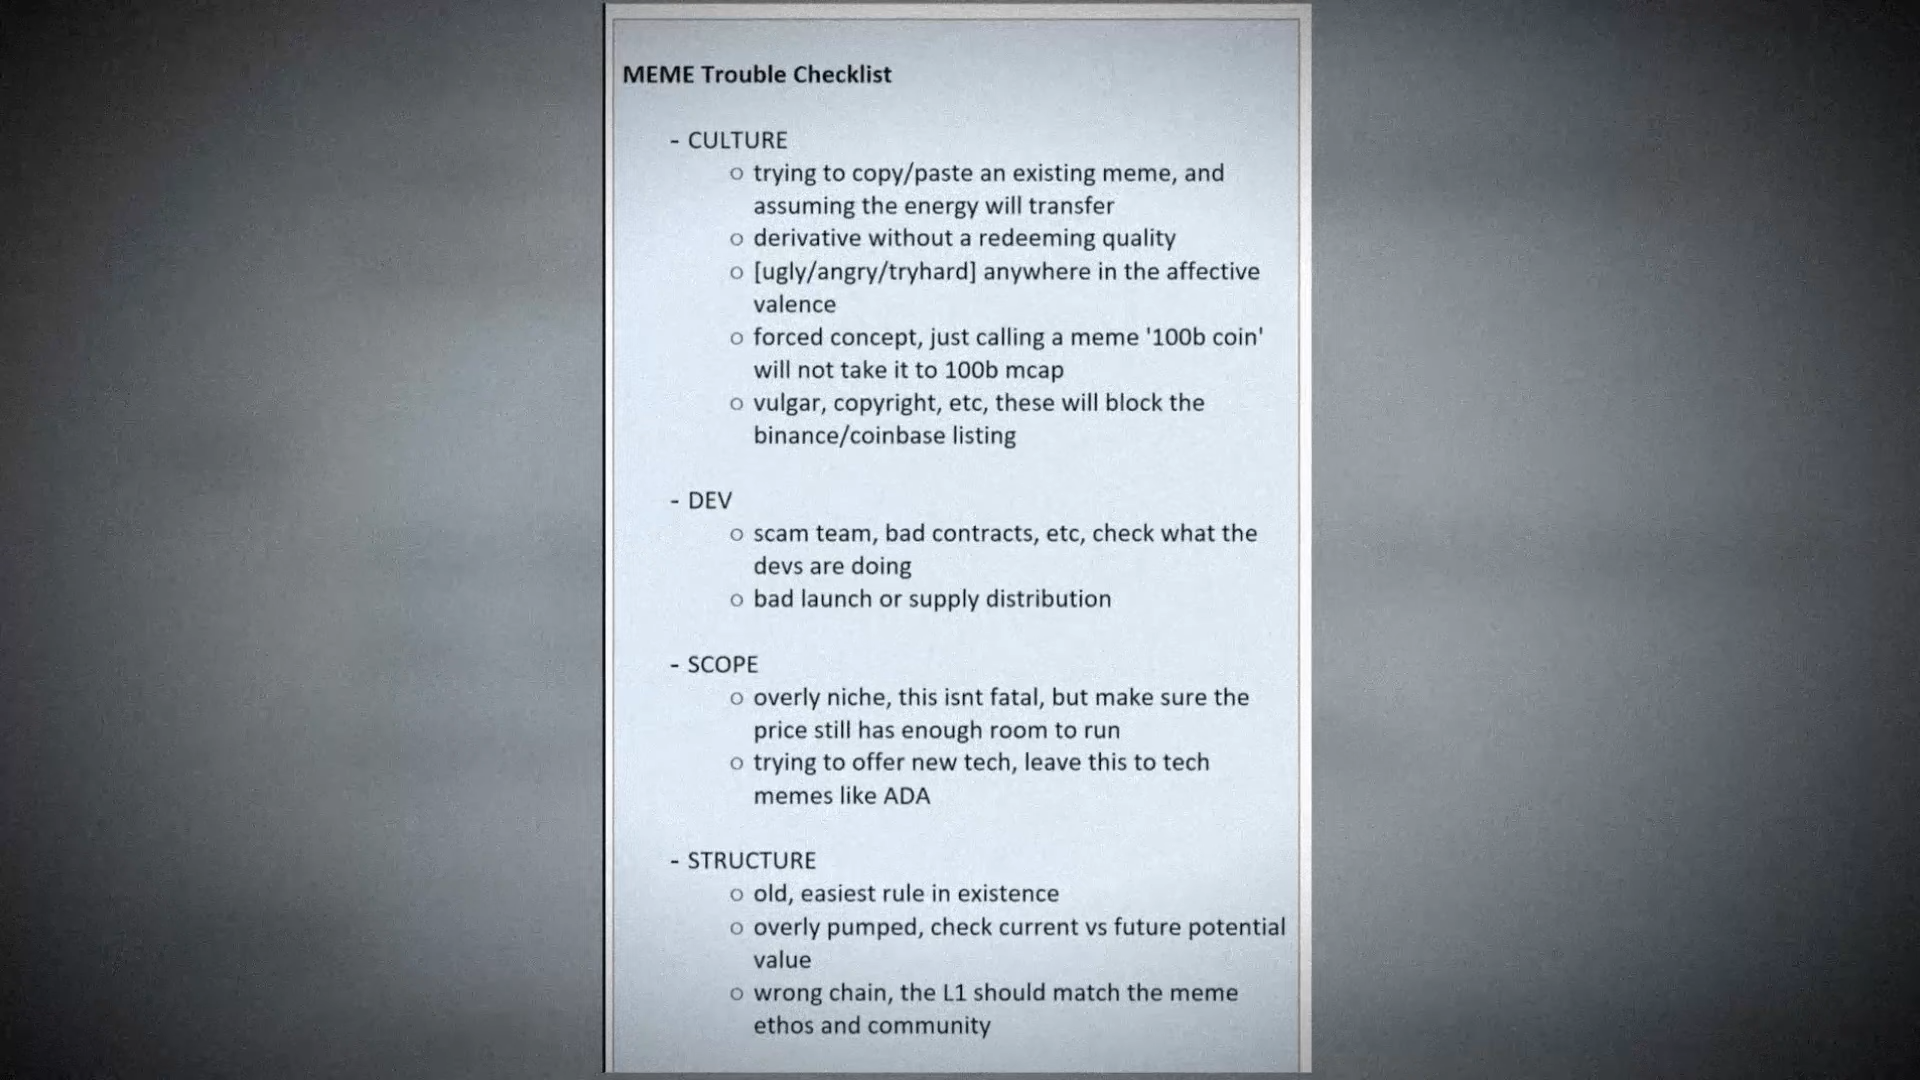 MEME Trouble Checklist
- CULTURE
o trying to copy/paste an existing meme, and
assuming the energy will transfer
o derivative without a redeeming quality
o [ugly/angry/tryhard] anywhere in the affective
valence
o forced concept, just calling a meme '100b coin'
will not take it to 100b mcap
o vulgar, copyright, etc, these will block the
binance/coinbase listing
- DEV
o scam team, bad contracts, etc, check what the
devs are doing
o bad launch or supply distribution
- SCOPE
o overly niche, this isnt fatal, but make sure the
price still has enough room to run
o trying to offer new tech, leave this to tech
memes like ADA
- STRUCTURE
o old, easiest rule in existence
o overly pumped, check current vs future potential
value
o wrong chain, the L1 should match the meme
ethos and community